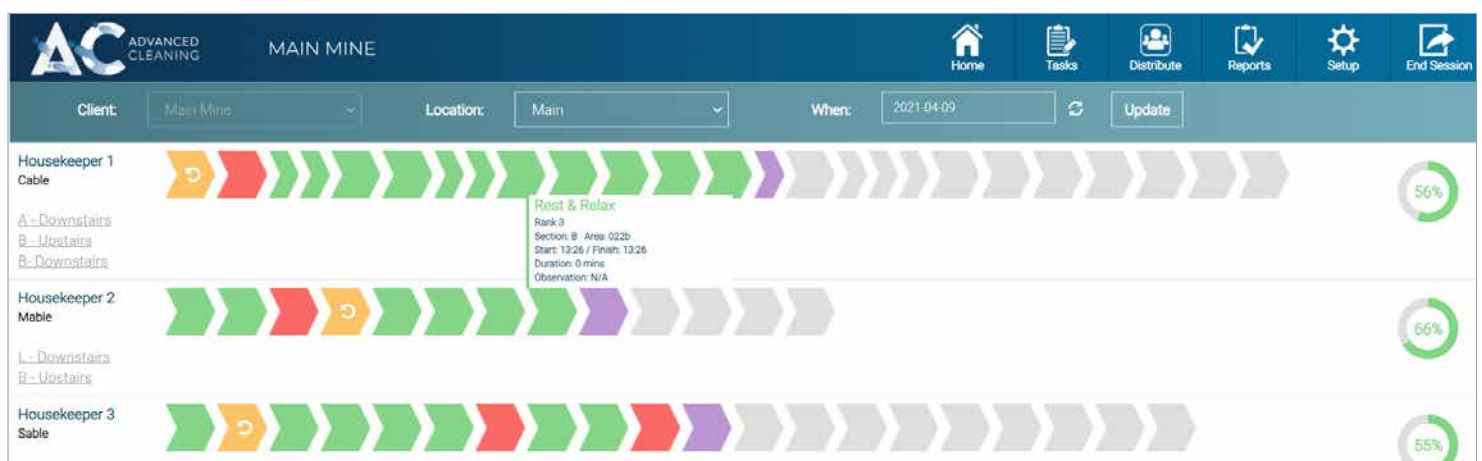 AC ADVANCED CLEANING
MAIN MINE
Home
Tasks
Distribute
Reports
Setup
End Session
Client: Main Mine
Location: Main
When: 2021-04-09
Update
Housekeeper 1
Cable
56%
A - Downstairs
B - Upstairs
B- Downstairs
Rest & Relax
Rank 3
Section: B Area: 022b
Start: 13:26 / Finish: 13:26
Duration: 0 mins
Observation: N/A
Housekeeper 2
Mable
66%
L - Downstairs
B - Upstairs
Housekeeper 3
Sable
55%